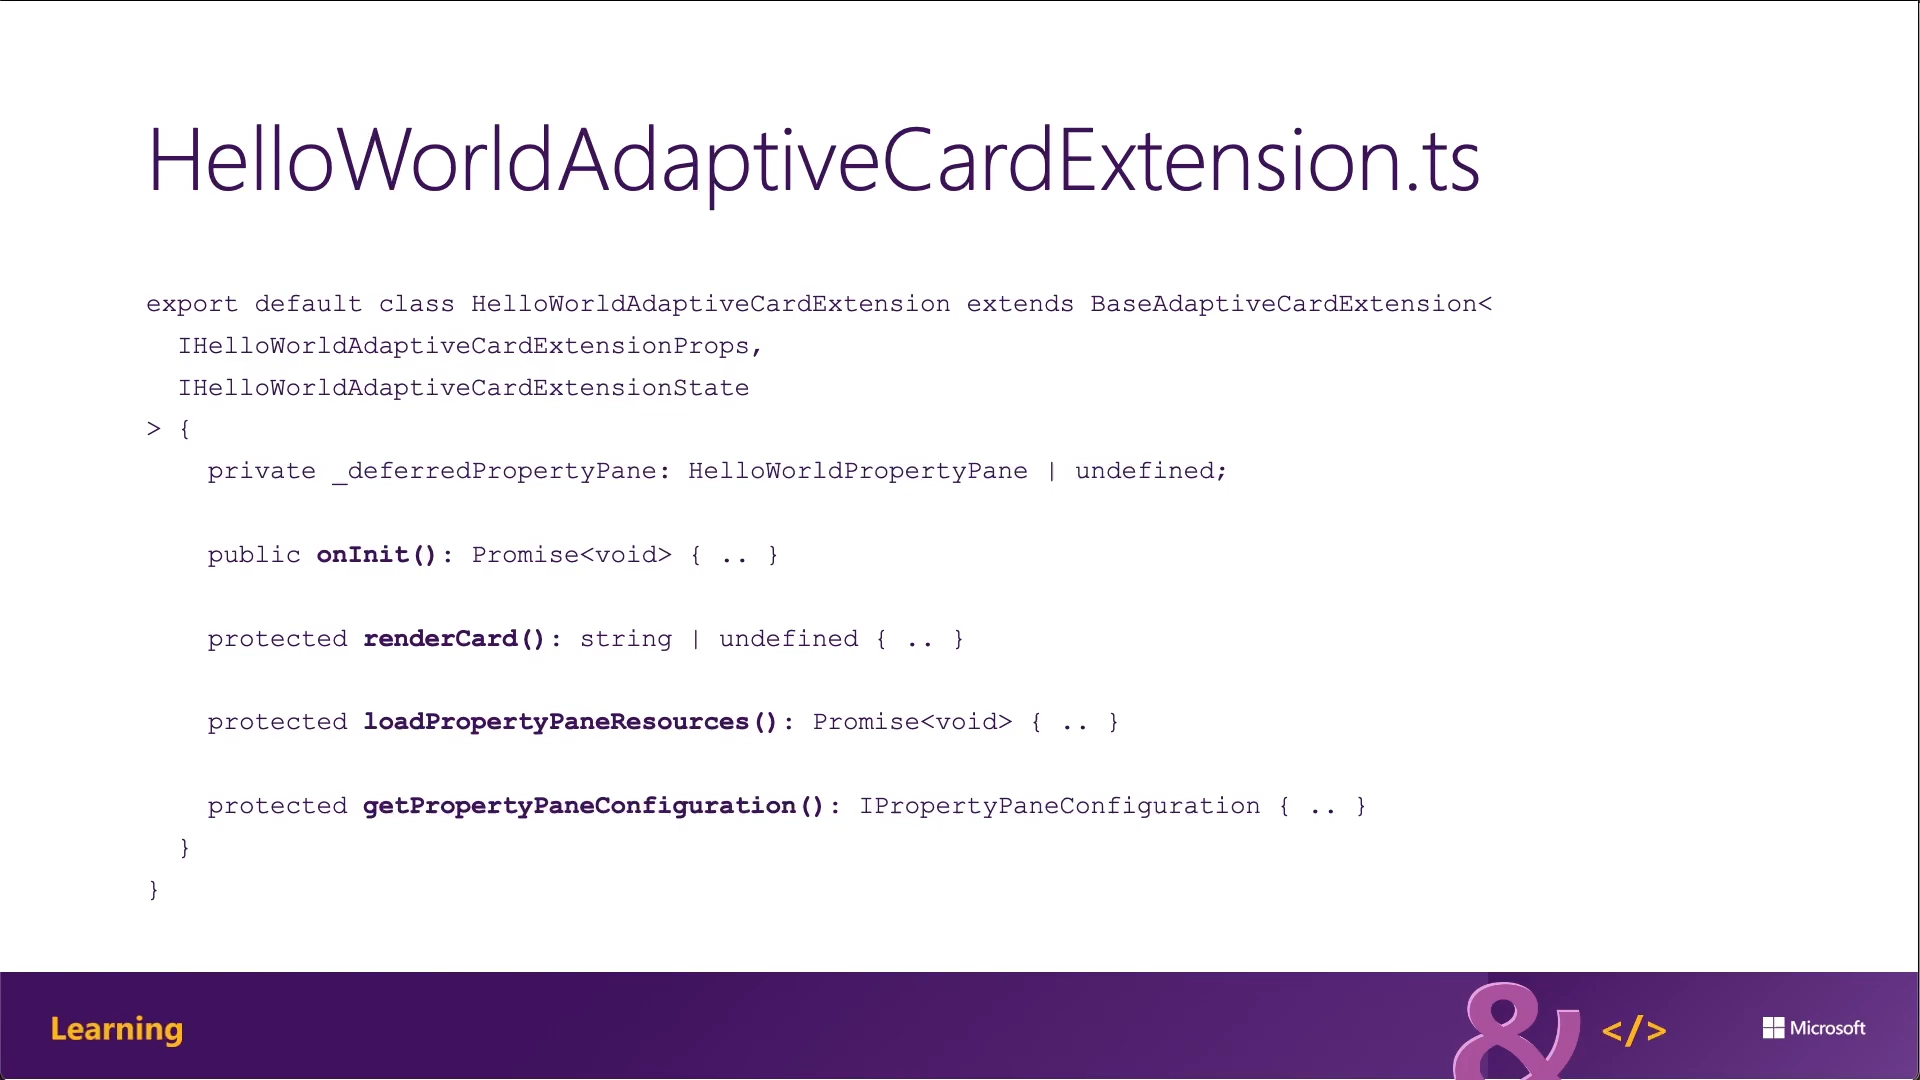 HelloWorldAdaptiveCardExtension.ts
export default class HelloWorldAdaptiveCardExtension extends BaseAdaptiveCardExtension<
  IHelloWorldAdaptiveCardExtensionProps,
  IHelloWorldAdaptiveCardExtensionState
> {
    private _deferredPropertyPane: HelloWorldPropertyPane | undefined;
    public onInit(): Promise<void> { .. }
    protected renderCard(): string | undefined { .. }
    protected loadPropertyPaneResources(): Promise<void> { .. }
    protected getPropertyPaneConfiguration(): IPropertyPaneConfiguration { .. }
  }
}
Learning
& </>
Microsoft